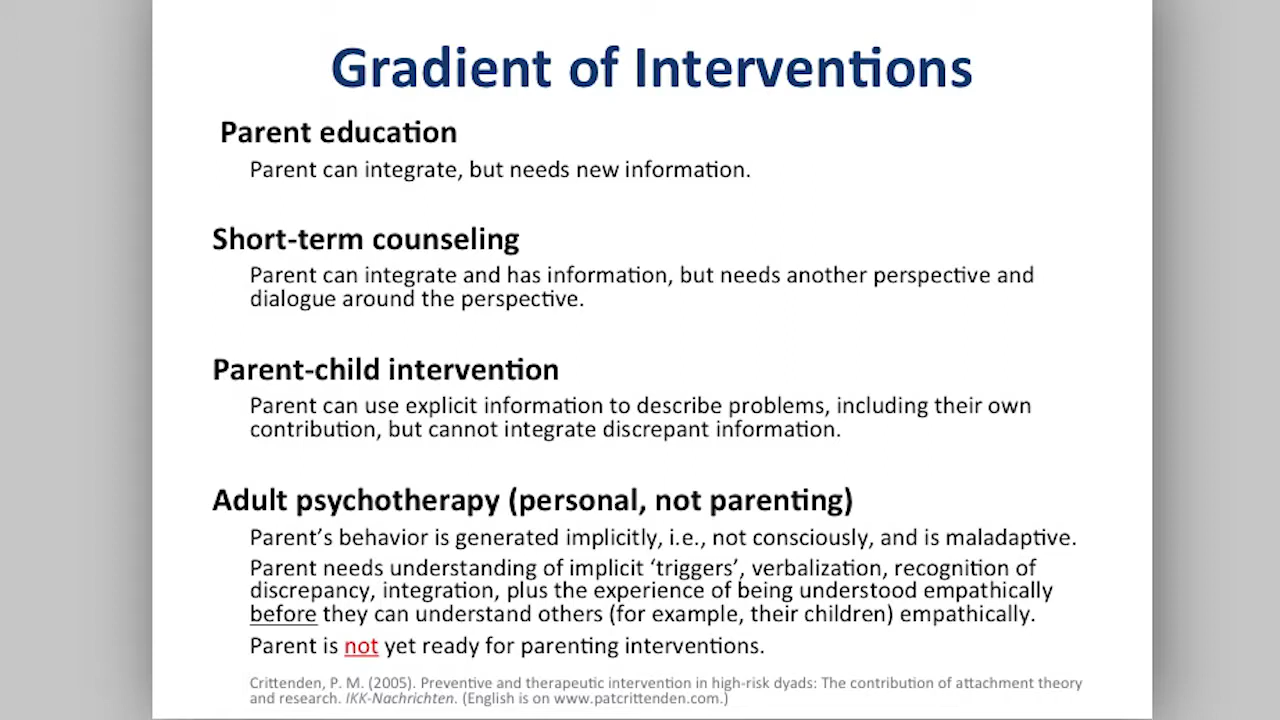 Gradient of Interventions
Parent education
Parent can integrate, but needs new information.
Short-term counseling
Parent can integrate and has information, but needs another perspective and
dialogue around the perspective.
Parent-child intervention
Parent can use explicit information to describe problems, including their own
contribution, but cannot integrate discrepant information.
Adult psychotherapy (personal, not parenting)
Parent’s behavior is generated implicitly, i.e., not consciously, and is maladaptive.
Parent needs understanding of implicit ‘triggers’, verbalization, recognition of
discrepancy, integration, plus the experience of being understood empathically
before they can understand others (for example, their children) empathically.
Parent is not yet ready for parenting interventions.
Crittenden, P. M. (2005). Preventive and therapeutic intervention in high-risk dyads: The contribution of attachment theory
and research. IKK-Nachrichten. (English is on www.patcrittenden.com.)